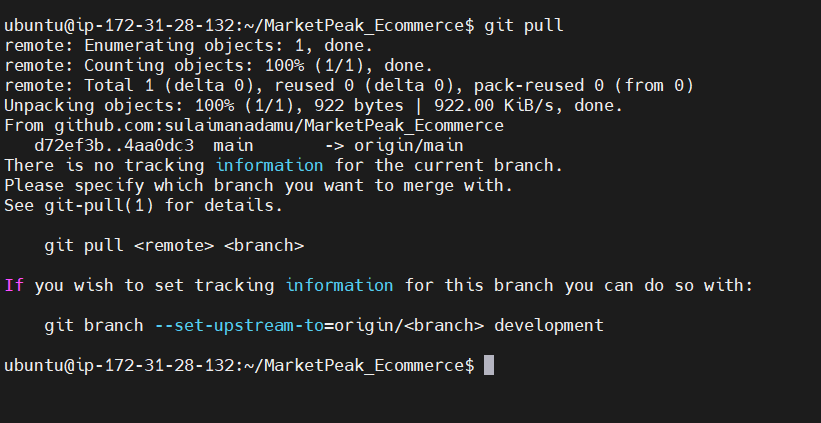 ubuntu@ip-172-31-28-132:~/MarketPeak_Ecommerce$ git pull
remote: Enumerating objects: 1, done.
remote: Counting objects: 100% (1/1), done.
remote: Total 1 (delta 0), reused 0 (delta 0), pack-reused 0 (from 0)
Unpacking objects: 100% (1/1), 922 bytes | 922.00 KiB/s, done.
From github.com:sulaimanadamu/MarketPeak_Ecommerce
   d72ef3b..4aa0dc3  main       -> origin/main
There is no tracking information for the current branch.
Please specify which branch you want to merge with.
See git-pull(1) for details.

    git pull <remote> <branch>

If you wish to set tracking information for this branch you can do so with:

    git branch --set-upstream-to=origin/<branch> development

ubuntu@ip-172-31-28-132:~/MarketPeak_Ecommerce$